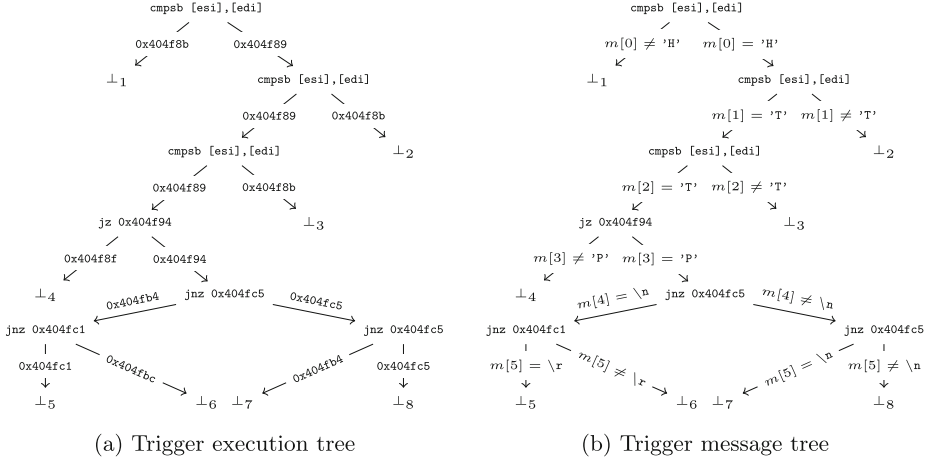 cmpsb [esi],[edi] cmpsb [esi],[edi]
0x404f8b 0x404f89 m[0] ≠ 'H' m[0] = 'H'
⊥1 cmpsb [esi],[edi] ⊥1 cmpsb [esi],[edi]
0x404f89 0x404f8b m[1] = 'T' m[1] ≠ 'T'
cmpsb [esi],[edi] ⊥2 cmpsb [esi],[edi] ⊥2
0x404f89 0x404f8b m[2] = 'T' m[2] ≠ 'T'
jz 0x404f94 ⊥3 jz 0x404f94 ⊥3
0x404f8f 0x404f94 m[3] ≠ 'P' m[3] = 'P'
⊥4 jnz 0x404fc5 ⊥4 jnz 0x404fc5
0x404fb4 0x404fc5 m[4] = \n m[4] ≠ \n
jnz 0x404fc1 jnz 0x404fc5 jnz 0x404fc1 jnz 0x404fc5
0x404fc1 0x404fbc 0x404fb4 0x404fc5 m[5] = \r m[5] ≠ |r m[5] = \n m[5] ≠ \n
⊥5 ⊥6 ⊥7 ⊥8 ⊥5 ⊥6 ⊥7 ⊥8
(a) Trigger execution tree (b) Trigger message tree